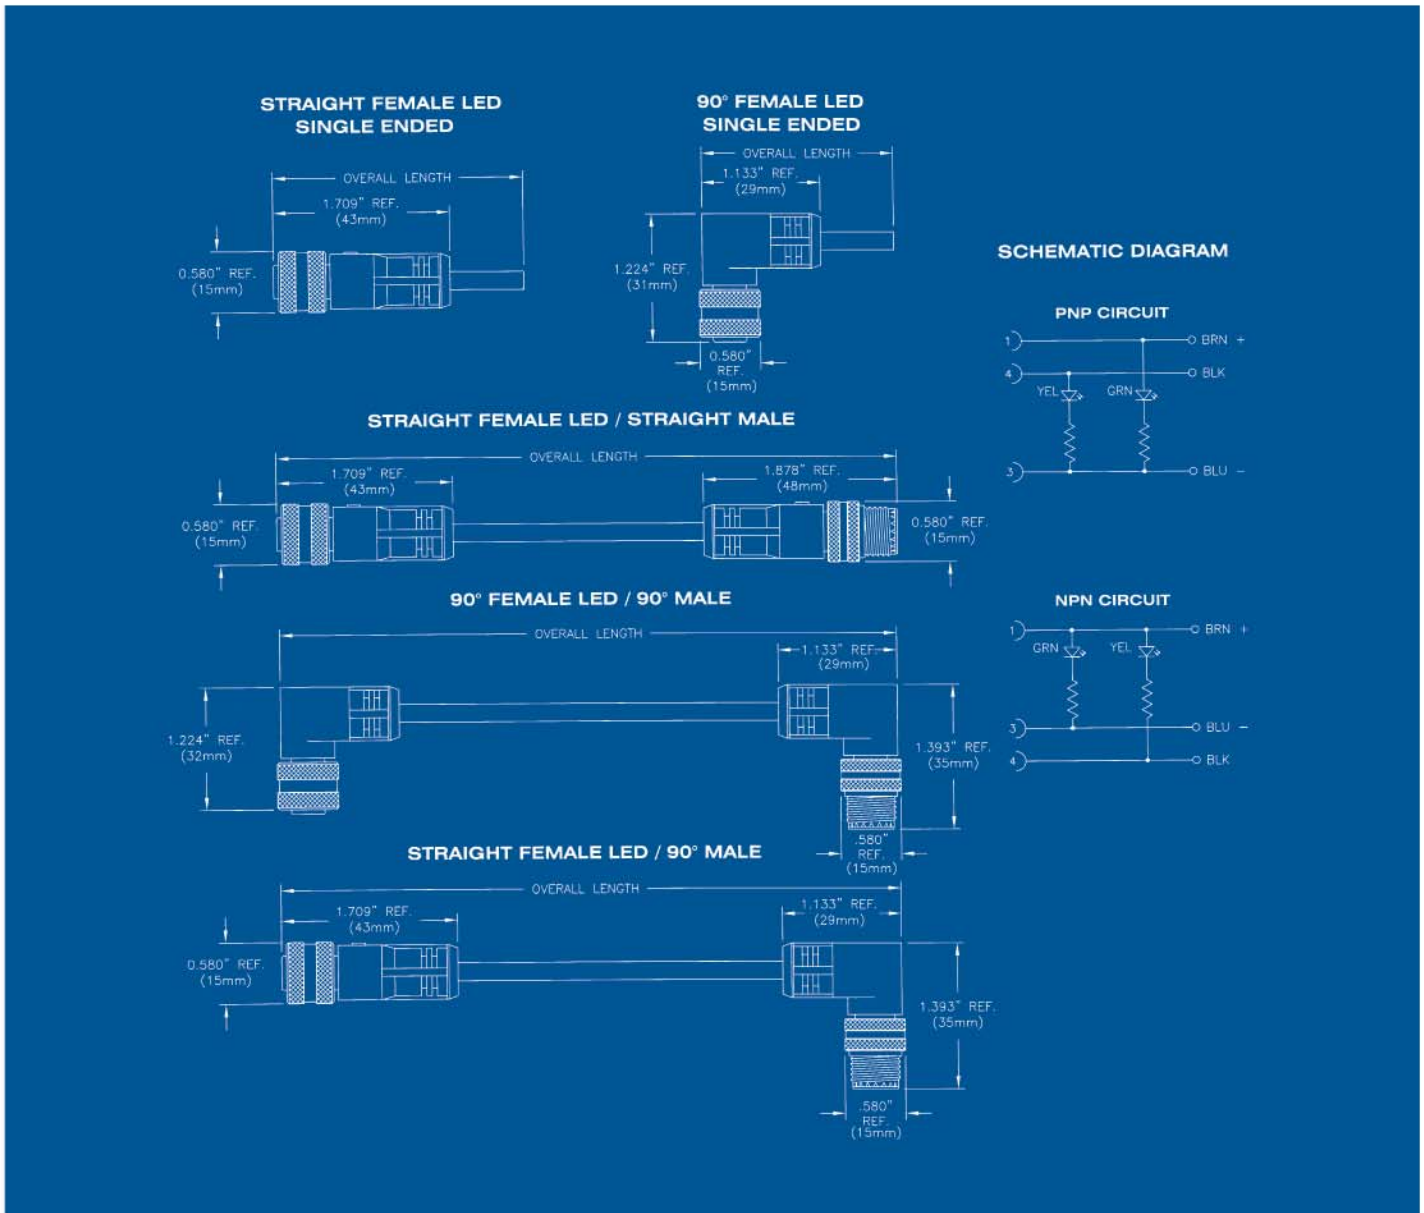 STRAIGHT FEMALE LED
SINGLE ENDED
OVERALL LENGTH
1.709" REF.
(43mm)
0.580" REF.
(15mm)
90° FEMALE LED
SINGLE ENDED
OVERALL LENGTH
1.133" REF.
(29mm)
1.224" REF.
(31mm)
0.580"
REF.
(15mm)
SCHEMATIC DIAGRAM
PNP CIRCUIT
1
BRN +
4
BLK
YEL
GRN
3
BLU -
STRAIGHT FEMALE LED / STRAIGHT MALE
OVERALL LENGTH
1.709" REF.
(43mm)
1.878" REF.
(48mm)
0.580" REF.
(15mm)
0.580" REF.
(15mm)
90° FEMALE LED / 90° MALE
OVERALL LENGTH
1.133" REF.
(29mm)
1.224" REF.
(32mm)
1.393" REF.
(35mm)
.580"
REF.
(15mm)
NPN CIRCUIT
1
BRN +
GRN
YEL
3
BLU -
4
BLK
STRAIGHT FEMALE LED / 90° MALE
OVERALL LENGTH
1.709" REF.
(43mm)
1.133" REF.
(29mm)
0.580" REF.
(15mm)
1.393" REF.
(35mm)
.580"
REF.
(15mm)